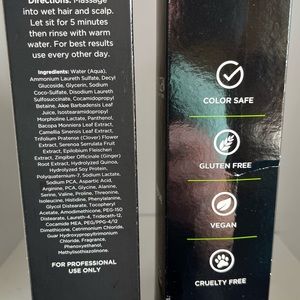 Directions: Massage
into wet hair and scalp.
Let sit for 5 minutes
then rinse with warm
water. For best results
use every other day.
Ingredients: Water (Aqua),
Ammonium Laureth Sulfate, Decyl
Glucoside, Glycerin, Sodium
Coco-Sulfate, Disodium Laureth
Sulfosuccinate, Cocamidopropyl
Betaine, Aloe Barbadensis Leaf
Juice, Isostearamidopropyl
Morpholine Lactate, Panthenol,
Bacopa Monniera Leaf Extract,
Camellia Sinensis Leaf Extract,
Trifolium Pratense (Clover) Flower
Extract, Serenoa Serrulata Fruit
Extract, Epilobium Fleischeri
Extract, Zingiber Officinale (Ginger)
Root Extract, Hydrolyzed Quinoa,
Hydrolyzed Soy Protein,
Polyquaternium-7, Sodium Lactate,
Sodium PCA, Aspartic Acid,
Arginine, PCA, Glycine, Alanine,
Serine, Valine, Proline, Threonine,
Isoleucine, Histidine, Phenylalanine,
Glycol Distearate, Tocopheryl
Acetate, Amodimethicone, PEG-150
Distearate, Laureth-4, Trideceth-12,
Cocamide MEA, PEG/PPG-4/12
Dimethicone, Cetrimonium Chloride,
Guar Hydroxypropyltrimonium
Chloride, Fragrance,
Phenoxyethanol,
Methylisothiazolinone.
FOR PROFESSIONAL
USE ONLY
COLOR SAFE
GLUTEN FREE
VEGAN
CRUELTY FREE